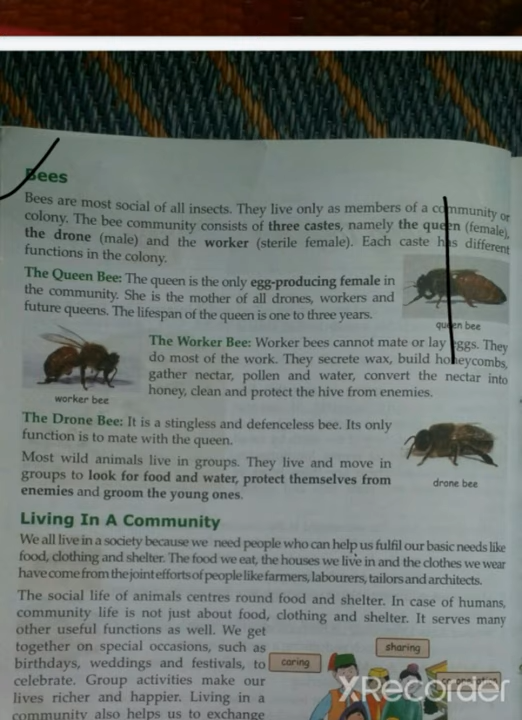 Bees
Bees are most social of all insects. They live only as members of a community or
colony. The bee community consists of three castes, namely the queen (female),
the drone (male) and the worker (sterile female). Each caste has different
functions in the colony.
The Queen Bee: The queen is the only egg-producing female in
the community. She is the mother of all drones, workers and
future queens. The lifespan of the queen is one to three years.
queen bee
The Worker Bee: Worker bees cannot mate or lay eggs. They
do most of the work. They secrete wax, build honeycombs,
gather nectar, pollen and water, convert the nectar into
honey, clean and protect the hive from enemies.
worker bee
The Drone Bee: It is a stingless and defenceless bee. Its only
function is to mate with the queen.
drone bee
Most wild animals live in groups. They live and move in
groups to look for food and water, protect themselves from
enemies and groom the young ones.
Living In A Community
We all live in a society because we need people who can help us fulfil our basic needs like
food, clothing and shelter. The food we eat, the houses we live in and the clothes we wear
have come from the joint efforts of people like farmers, labourers, tailors and architects.
The social life of animals centres round food and shelter. In case of humans,
community life is not just about food, clothing and shelter. It serves many
other useful functions as well. We get
together on special occasions, such as
birthdays, weddings and festivals, to
celebrate. Group activities make our
lives richer and happier. Living in a
community also helps us to exchange
sharing
caring
XRecorder